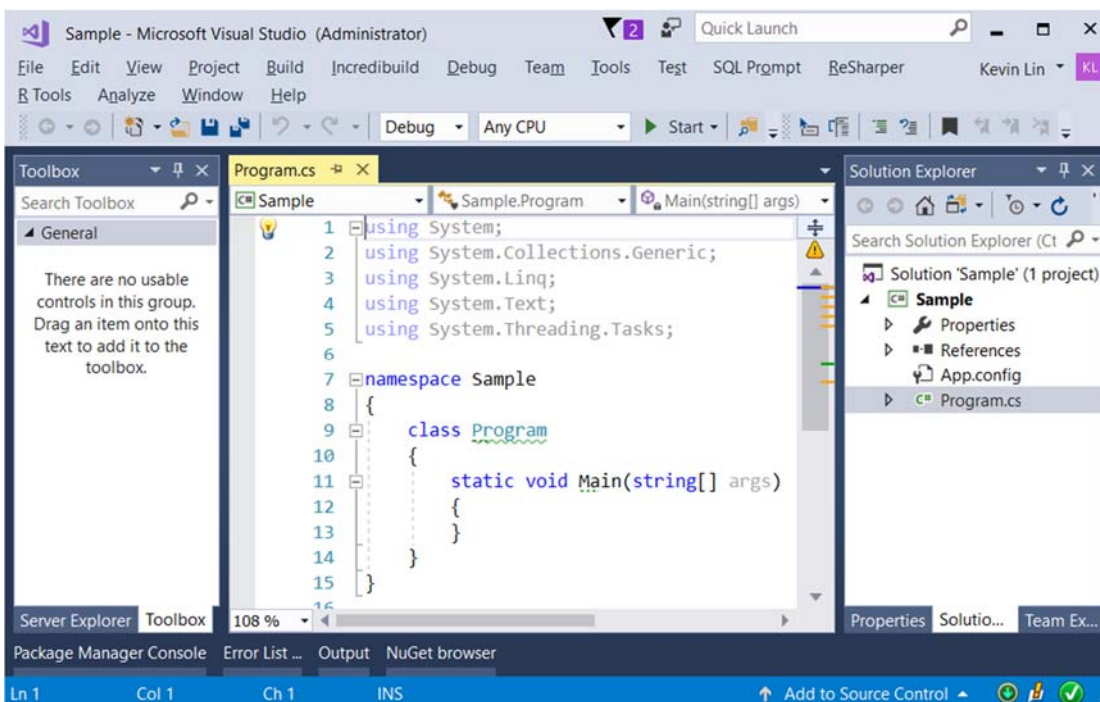 Sample - Microsoft Visual Studio (Administrator)
2
Quick Launch
File Edit View Project Build Incredibuild Debug Team Tools Test SQL Prompt ReSharper Kevin Lin KL
R Tools Analyze Window Help
Debug Any CPU Start
Toolbox
Search Toolbox
General
There are no usable
controls in this group.
Drag an item onto this
text to add it to the
toolbox.
Server Explorer Toolbox
Program.cs
C# Sample Sample.Program Main(string[] args)
1 using System;
2 using System.Collections.Generic;
3 using System.Linq;
4 using System.Text;
5 using System.Threading.Tasks;
6
7 namespace Sample
8 {
9 class Program
10 {
11 static void Main(string[] args)
12 {
13 }
14 }
15 }
16
108 %
Solution Explorer
Search Solution Explorer (Ct
Solution 'Sample' (1 project)
C# Sample
Properties
References
App.config
C# Program.cs
Properties Solutio... Team Ex...
Package Manager Console Error List ... Output NuGet browser
Ln 1 Col 1 Ch 1 INS Add to Source Control